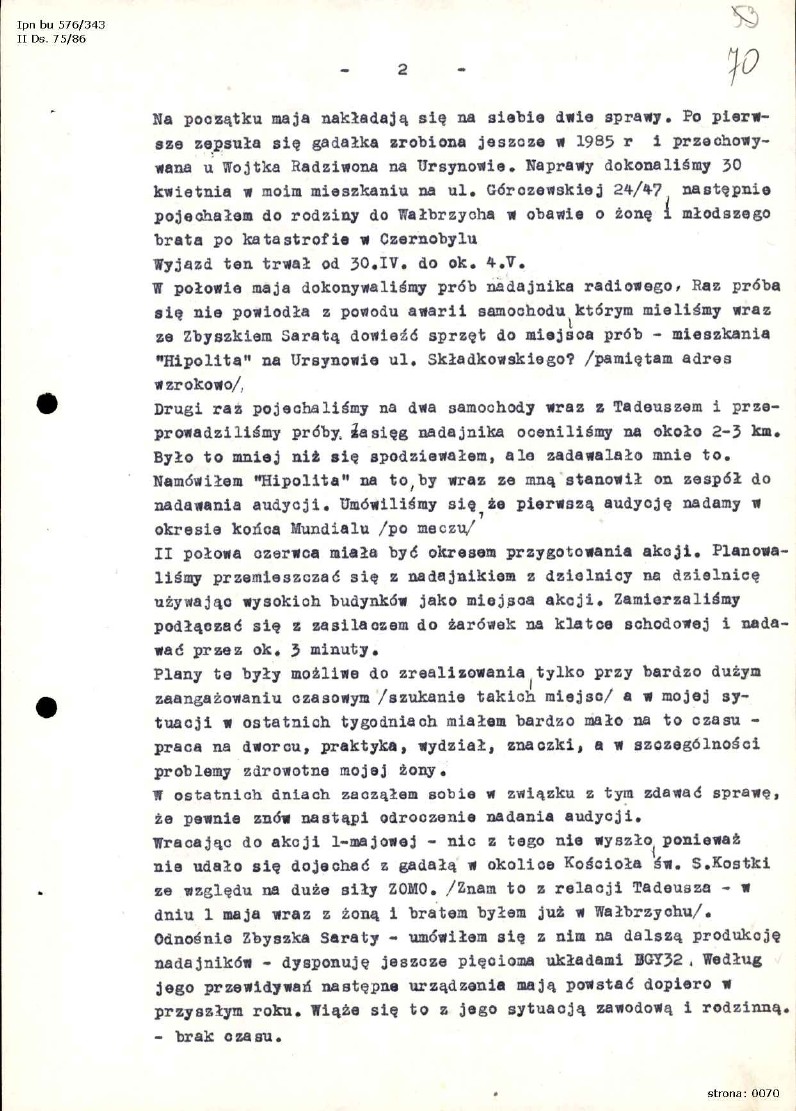 Ipn bu 576/343
II Ds. 75/86
53
70
- 2 -
Na początku maja nakładają się na siebie dwie sprawy. Po pierw-
sze zepsuła się gadałka zrobiona jeszcze w 1985 r i przechowy-
wana u Wojtka Radziwona na Ursynowie. Naprawy dokonaliśmy 30
kwietnia w moim mieszkaniu na ul. Górczewskiej 24/47, następnie
pojechałem do rodziny do Wałbrzycha w obawie o żonę i młodszego
brata po katastrofie w Czernobylu
Wyjazd ten trwał od 30.IV. do ok. 4.V.
W połowie maja dokonywaliśmy prób nadajnika radiowego, Raz próba
się nie powiodła z powodu awarii samochodu, którym mieliśmy wraz
ze Zbyszkiem Saratą dowieźć sprzęt do miejsca prób - mieszkania
"Hipolita" na Ursynowie ul. Składkowskiego? /pamiętam adres
wzrokowo/,
Drugi raz pojechaliśmy na dwa samochody wraz z Tadeuszem i prze-
prowadziliśmy próby. Zasięg nadajnika oceniliśmy na około 2-3 km.
Było to mniej niż się spodziewałem, ale zadawalało mnie to.
Namówiłem "Hipolita" na to, by wraz ze mną stanowił on zespół do
nadawania audycji. Umówiliśmy się, że pierwszą audycję nadamy w
okresie końca Mundialu /po meczu/
II połowa czerwca miała być okresem przygotowania akcji. Planowa-
liśmy przemieszczać się z nadajnikiem z dzielnicy na dzielnicę
używając wysokich budynków jako miejsca akcji. Zamierzaliśmy
podłączać się z zasilaczem do żarówek na klatce schodowej i nada-
wać przez ok. 3 minuty.
Plany te były możliwe do zrealizowania, tylko przy bardzo dużym
zaangażowaniu czasowym /szukanie takich miejsc/ a w mojej sy-
tuacji w ostatnich tygodniach miałem bardzo mało na to czasu -
praca na dworcu, praktyka, wydział, znaczki, a w szczególności
problemy zdrowotne mojej żony.
W ostatnich dniach zacząłem sobie w związku z tym zdawać sprawę,
że pewnie znów nastąpi odroczenie nadania audycji.
Wracając do akcji 1-majowej - nic z tego nie wyszło, ponieważ
nie udało się dojechać z gadałą w okolice Kościoła św. S.Kostki
ze względu na duże siły ZOMO. /Znam to z relacji Tadeusza - w
dniu 1 maja wraz z żoną i bratem byłem już w Wałbrzychu/.
Odnośnie Zbyszka Saraty - umówiłem się z nim na dalszą produkcję
nadajników - dysponuję jeszcze pięcioma układami BGY32. Według
jego przewidywań następne urządzenia mają powstać dopiero w
przyszłym roku. Wiąże się to z jego sytuacją zawodową i rodzinną.
- brak czasu.
strona: 0070